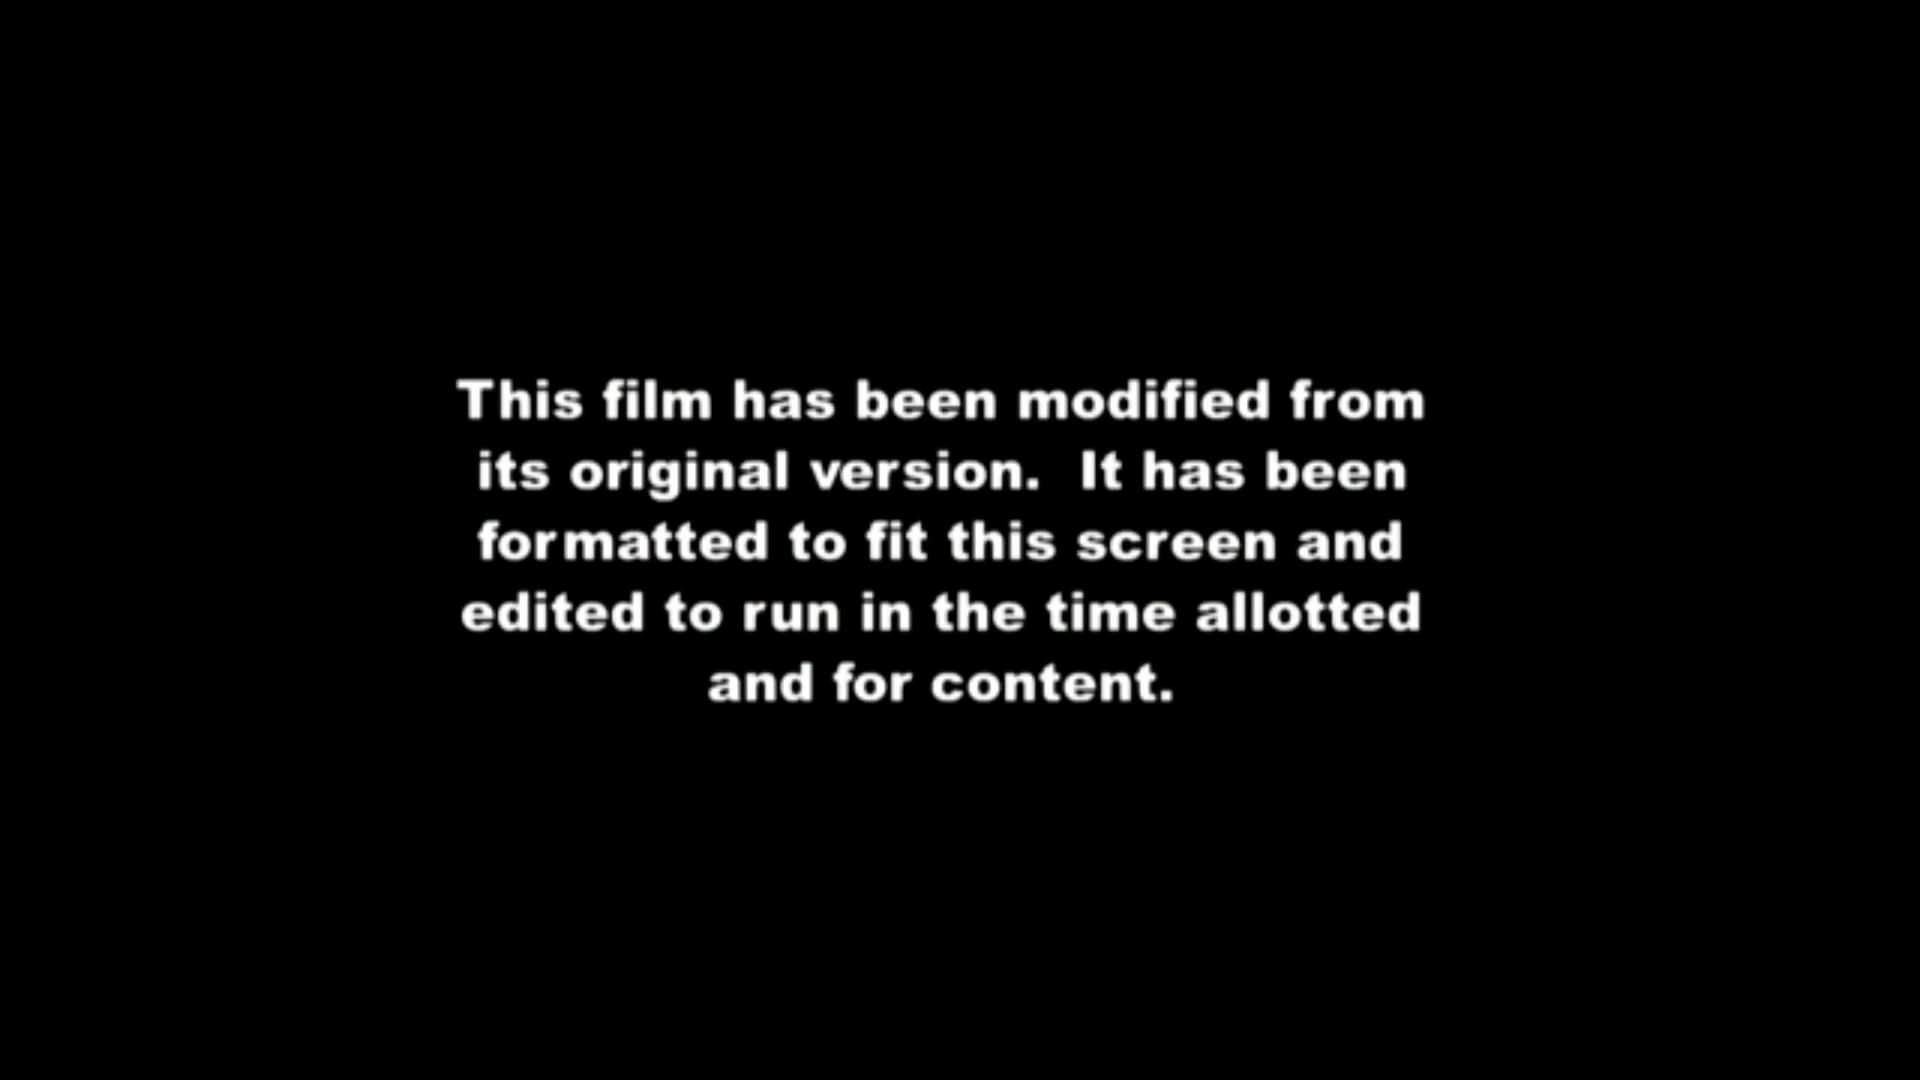 This film has been modified from
its original version.  It has been
formatted to fit this screen and
edited to run in the time allotted
and for content.